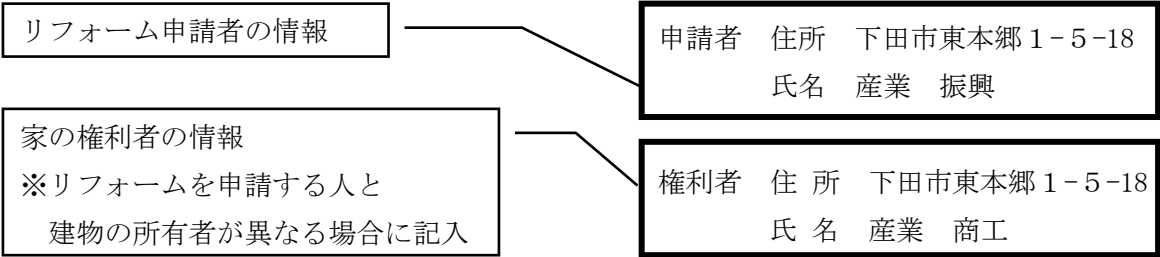 リフォーム申請者の情報
申請者　住所　下田市東本郷１-５-18
氏名　産業　振興
家の権利者の情報
※リフォームを申請する人と
建物の所有者が異なる場合に記入
権利者　住 所　下田市東本郷１-５-18
氏 名　産業　商工